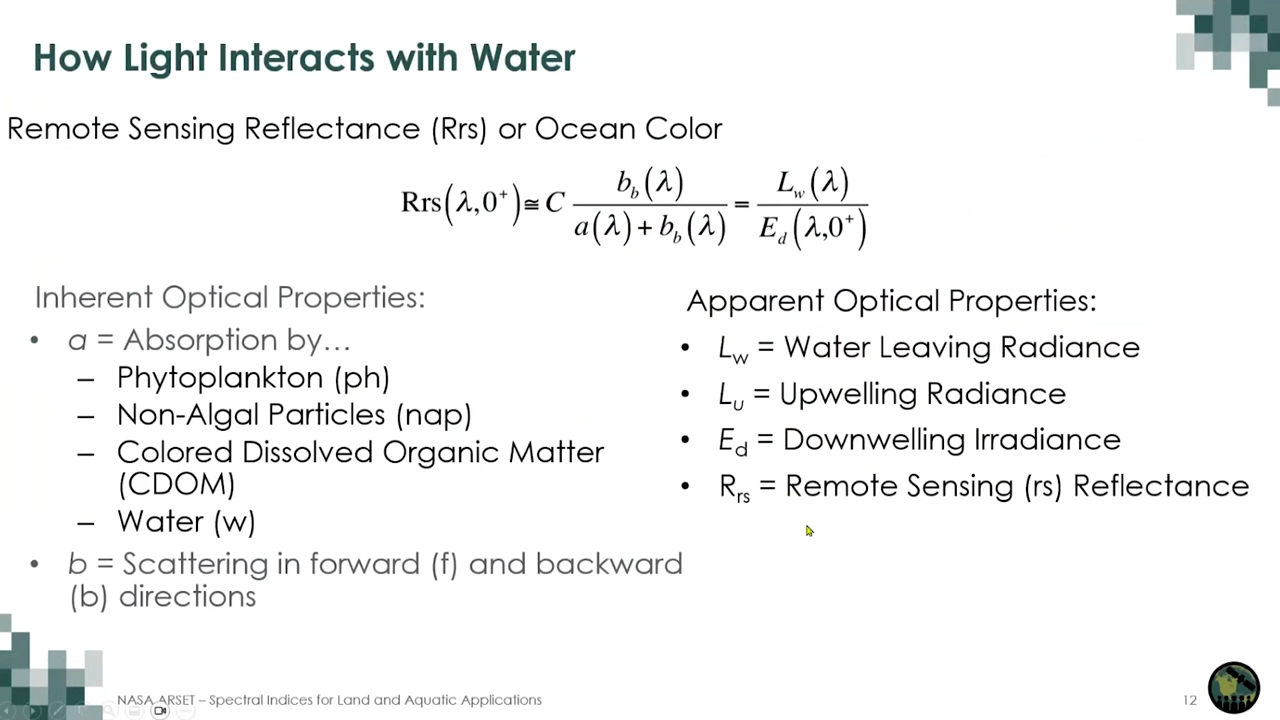 How Light Interacts with Water
Remote Sensing Reflectance (Rrs) or Ocean Color
Rrs(λ,0⁺) ≅ C b_b(λ) / (a(λ) + b_b(λ)) = L_w(λ) / E_d(λ,0⁺)
Inherent Optical Properties:
• a = Absorption by…
– Phytoplankton (ph)
– Non-Algal Particles (nap)
– Colored Dissolved Organic Matter
(CDOM)
– Water (w)
• b = Scattering in forward (f) and backward
(b) directions
Apparent Optical Properties:
• L_w = Water Leaving Radiance
• L_u = Upwelling Radiance
• E_d = Downwelling Irradiance
• R_rs = Remote Sensing (rs) Reflectance
NASA ARSET – Spectral Indices for Land and Aquatic Applications
12